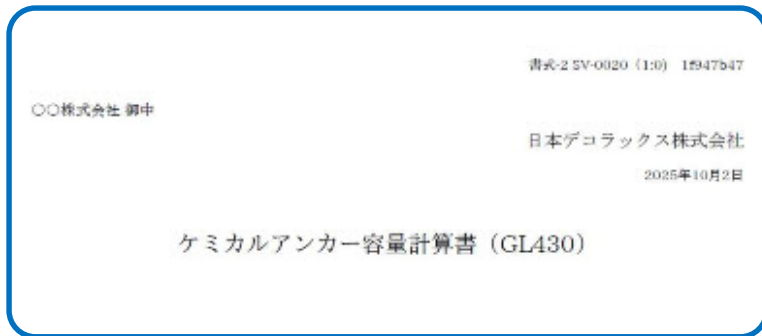 書式-2 SV-0020（1:0） 1f947b47
〇〇株式会社 御中
日本デコラックス株式会社
2025年10月2日
ケミカルアンカー容量計算書（GL430）